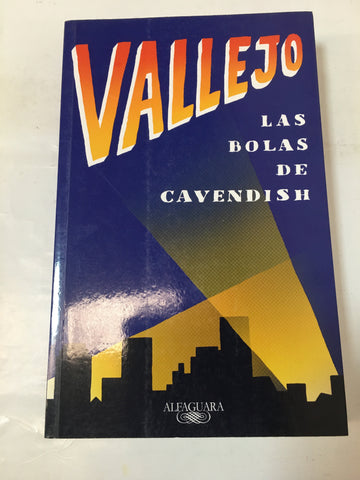 VALLEJO
LAS
BOLAS
DE
CAVENDISH
ALFAGUARA